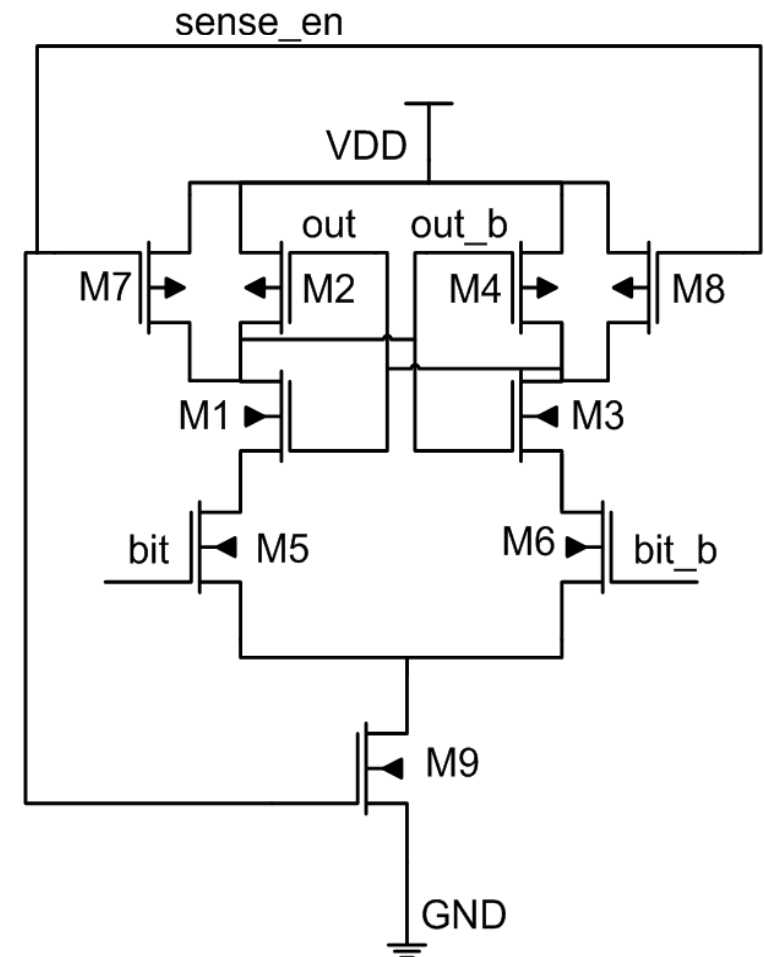 sense_en
VDD
out out_b
M7 M2 M4 M8
M1 M3
bit M5 M6 bit_b
M9
GND